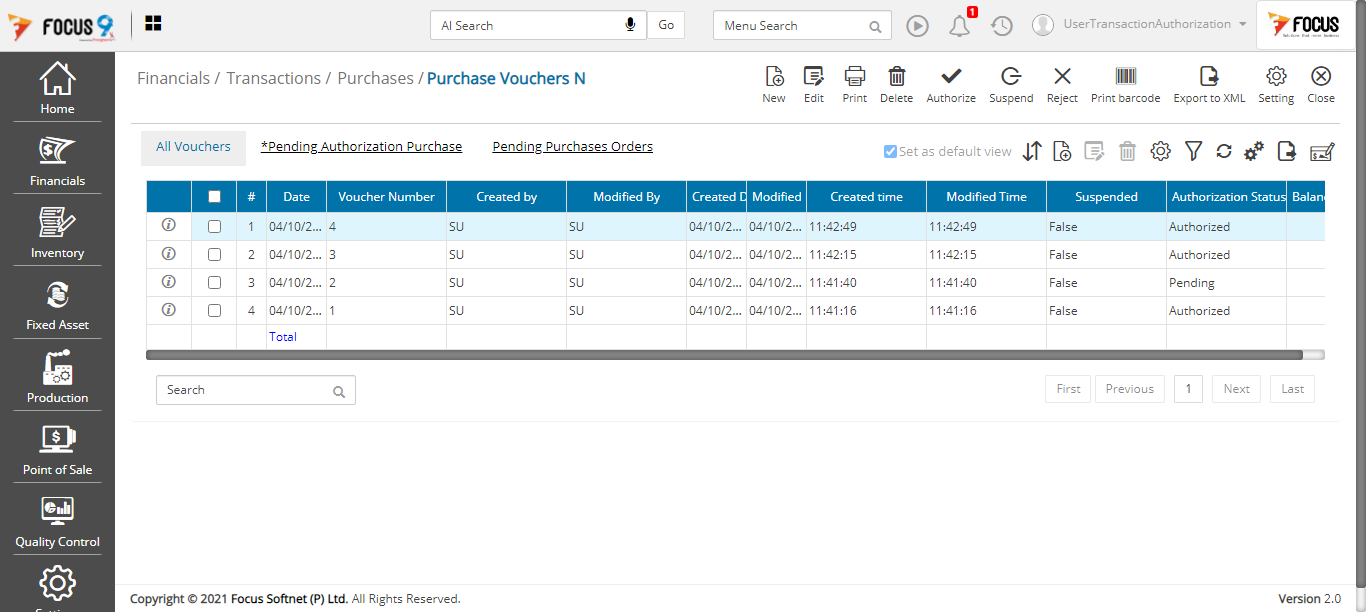 FOCUS 9
AI Search
Go
Menu Search
1
UserTransactionAuthorization
FOCUS
Home
Financials
Inventory
Fixed Asset
Production
Point of Sale
Quality Control
Financials / Transactions / Purchases / Purchase Vouchers N
New Edit Print Delete Authorize Suspend Reject Print barcode Export to XML Setting Close
All Vouchers *Pending Authorization Purchase Pending Purchases Orders
Set as default view
# Date Voucher Number Created by Modified By Created D Modified Created time Modified Time Suspended Authorization Status Balan
1 04/10/2... 4 SU SU 04/10/2... 04/10/2... 11:42:49 11:42:49 False Authorized
2 04/10/2... 3 SU SU 04/10/2... 04/10/2... 11:42:15 11:42:15 False Authorized
3 04/10/2... 2 SU SU 04/10/2... 04/10/2... 11:41:40 11:41:40 False Pending
4 04/10/2... 1 SU SU 04/10/2... 04/10/2... 11:41:16 11:41:16 False Authorized
Total
Search
First Previous 1 Next Last
Copyright © 2021 Focus Softnet (P) Ltd. All Rights Reserved.
Version 2.0